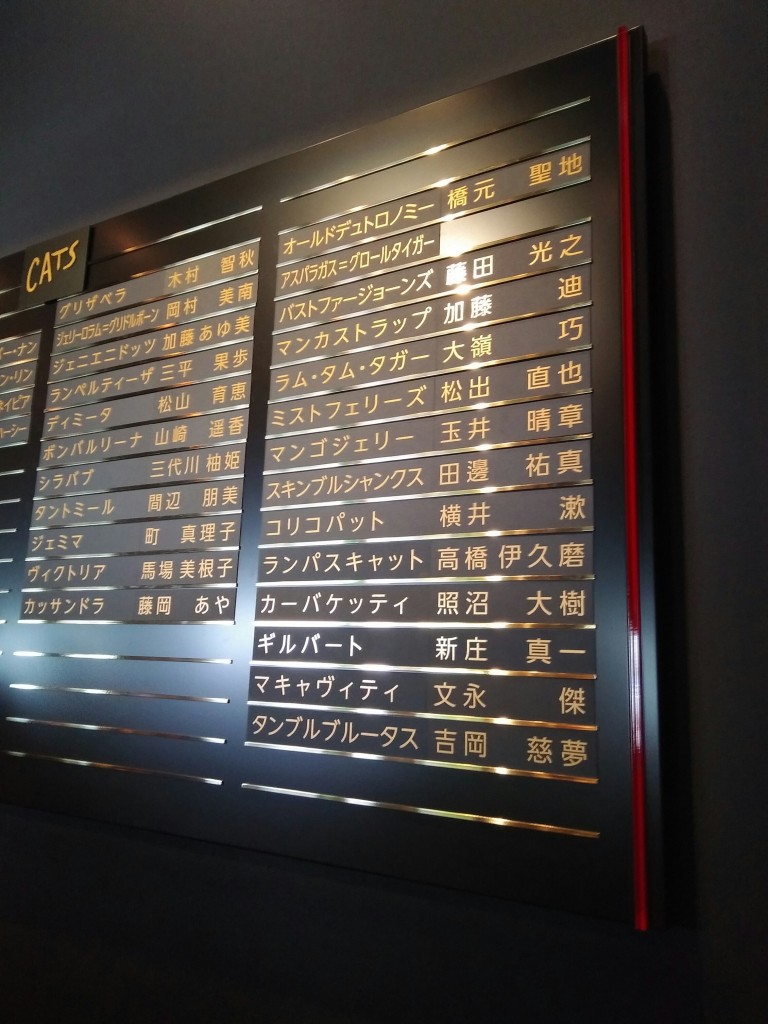 CATS
グリザベラ 木村 智秋
ジェリーロラム=グリドルボーン 岡村 美南
ジェニエニドッツ 加藤 あゆ美
ランペルティーザ 三平 果歩
ディミータ 松山 育恵
ボンバルリーナ 山崎 遥香
シラバブ 三代川 柚姫
タントミール 間辺 朋美
ジェミマ 町 真理子
ヴィクトリア 馬場 美根子
カッサンドラ 藤岡 あや
オールドデュトロノミー 橋元 聖地
アスパラガス=グロールタイガー
バストファージョーンズ 藤田 光之
マンカストラップ 加藤 迪
ラム・タム・タガー 大嶺 巧
ミストフェリーズ 松出 直也
マンゴジェリー 玉井 晴章
スキンブルシャンクス 田邊 祐真
コリコパット 横井 漱
ランパスキャット 高橋 伊久磨
カーバケッティ 照沼 大樹
ギルバート 新庄 真一
マキャヴィティ 文永 傑
タンブルブルータス 吉岡 慈夢
ー・ナン
ン・リン
ネイピア
ーシー